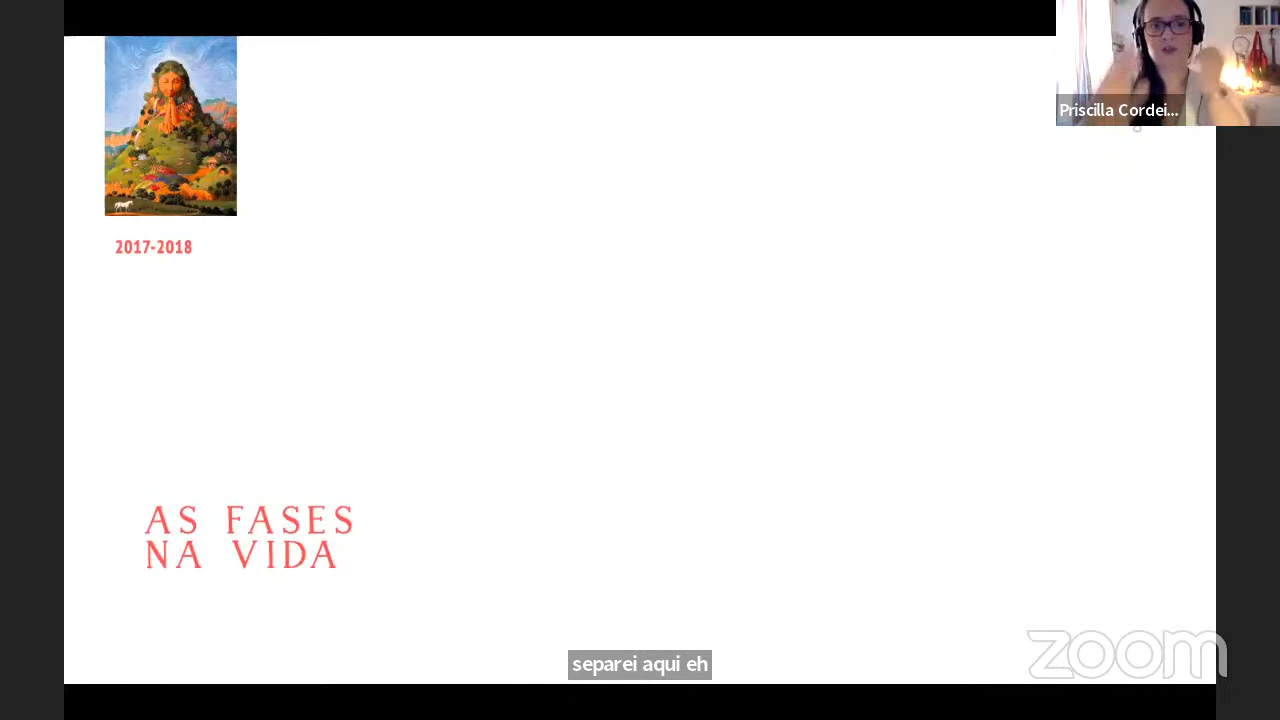 Priscilla Cordei...
2017-2018
AS FASES
NA VIDA
separei aqui eh
zoom